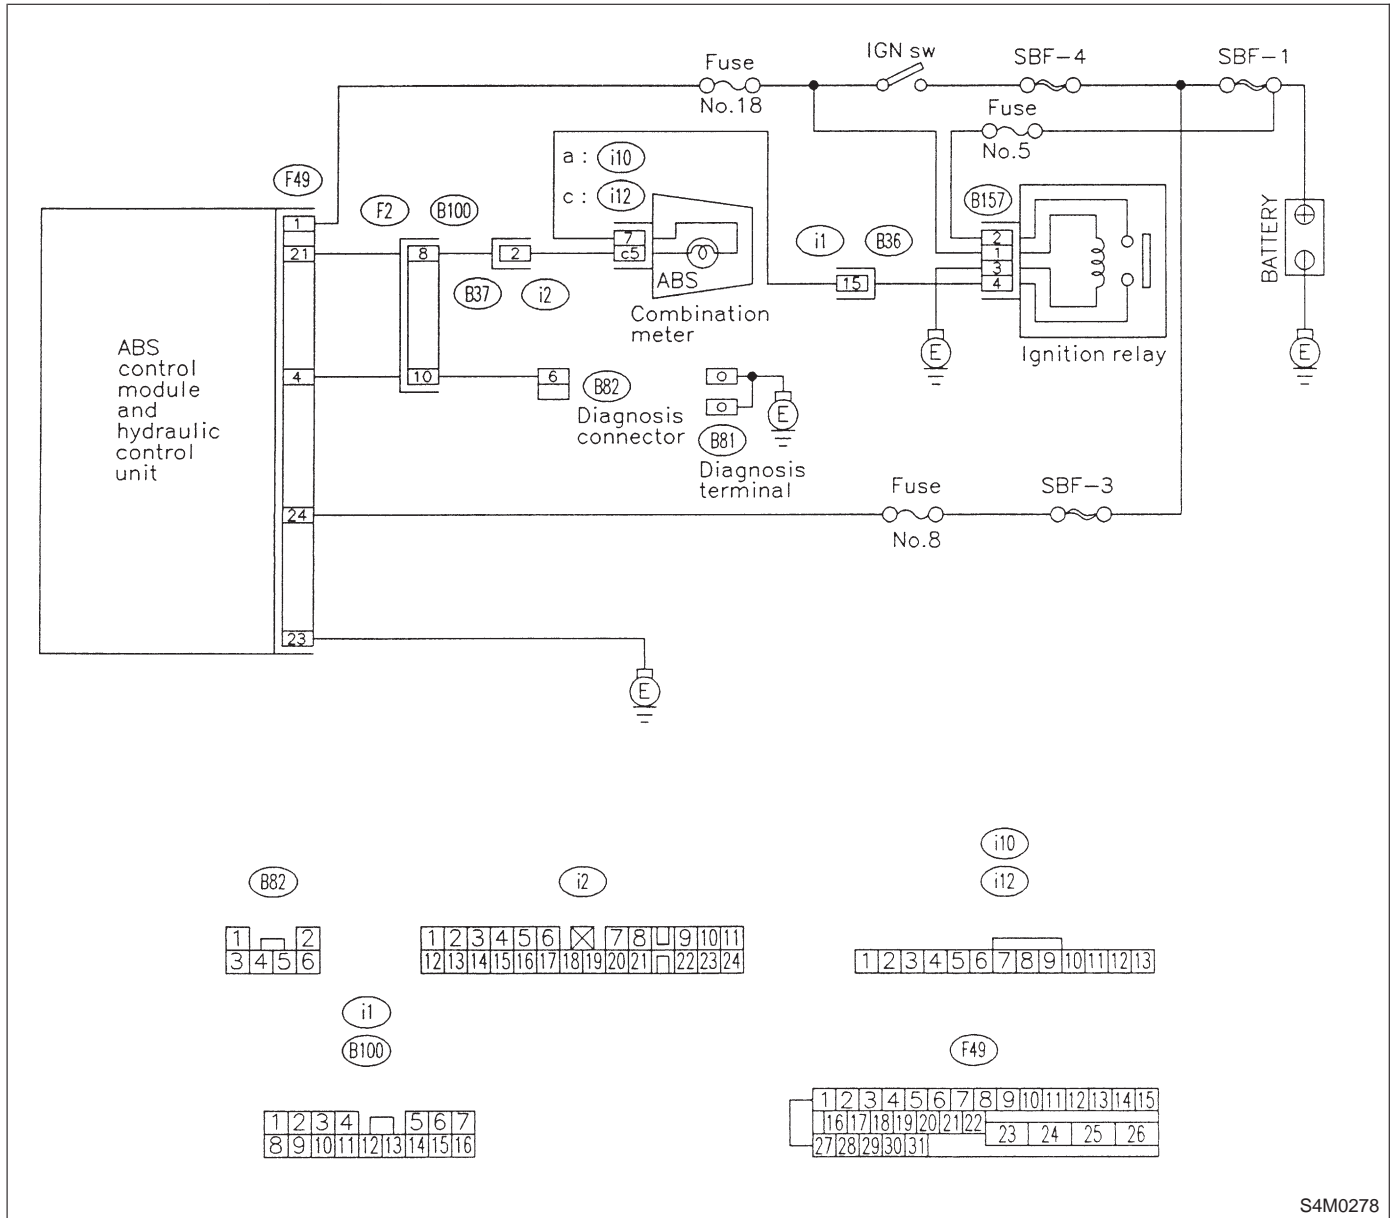 IGN sw
SBF-4
SBF-1
Fuse
No.18
Fuse
No.5
a : i10
c : i12
F49
F2
B100
B157
1
21
8
2
7
c5
ABS
Combination
meter
i1
B36
15
2
1
3
4
BATTERY
+
-
B37
i2
E
Ignition relay
E
ABS
control
module
and
hydraulic
control
unit
4
10
6
B82
Diagnosis
connector
E
B81
Diagnosis
terminal
Fuse
No.8
SBF-3
24
23
E
i10
i12
B82
i2
1 2
3 4 5 6
1 2 3 4 5 6 7 8 9 10 11
12 13 14 15 16 17 18 19 20 21 22 23 24
1 2 3 4 5 6 7 8 9 10 11 12 13
i1
B100
F49
1 2 3 4 5 6 7
8 9 10 11 12 13 14 15 16
1 2 3 4 5 6 7 8 9 10 11 12 13 14 15
16 17 18 19 20 21 22 23 24 25 26
27 28 29 30 31
S4M0278